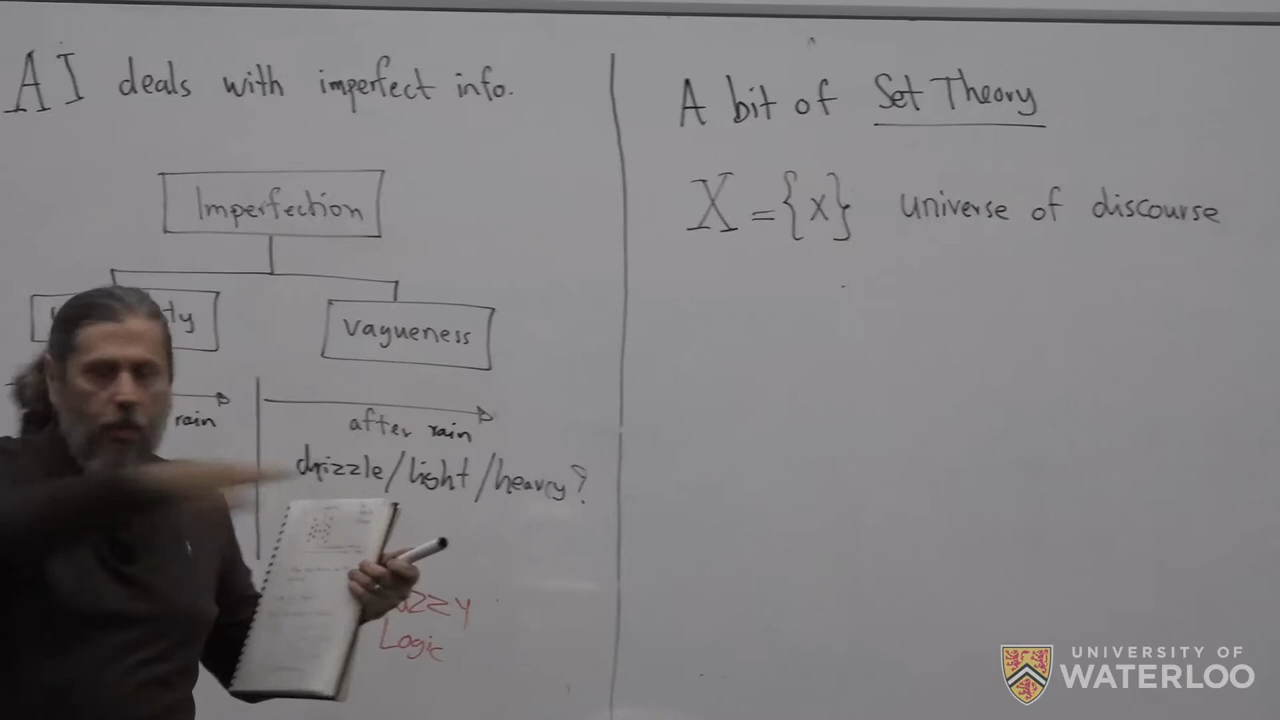 AI deals with imperfect info.
Imperfection
Vagueness
rain
after rain
drizzle/light/heavy?
Logic
A bit of Set Theory
X = {x} universe of discourse
UNIVERSITY OF
WATERLOO